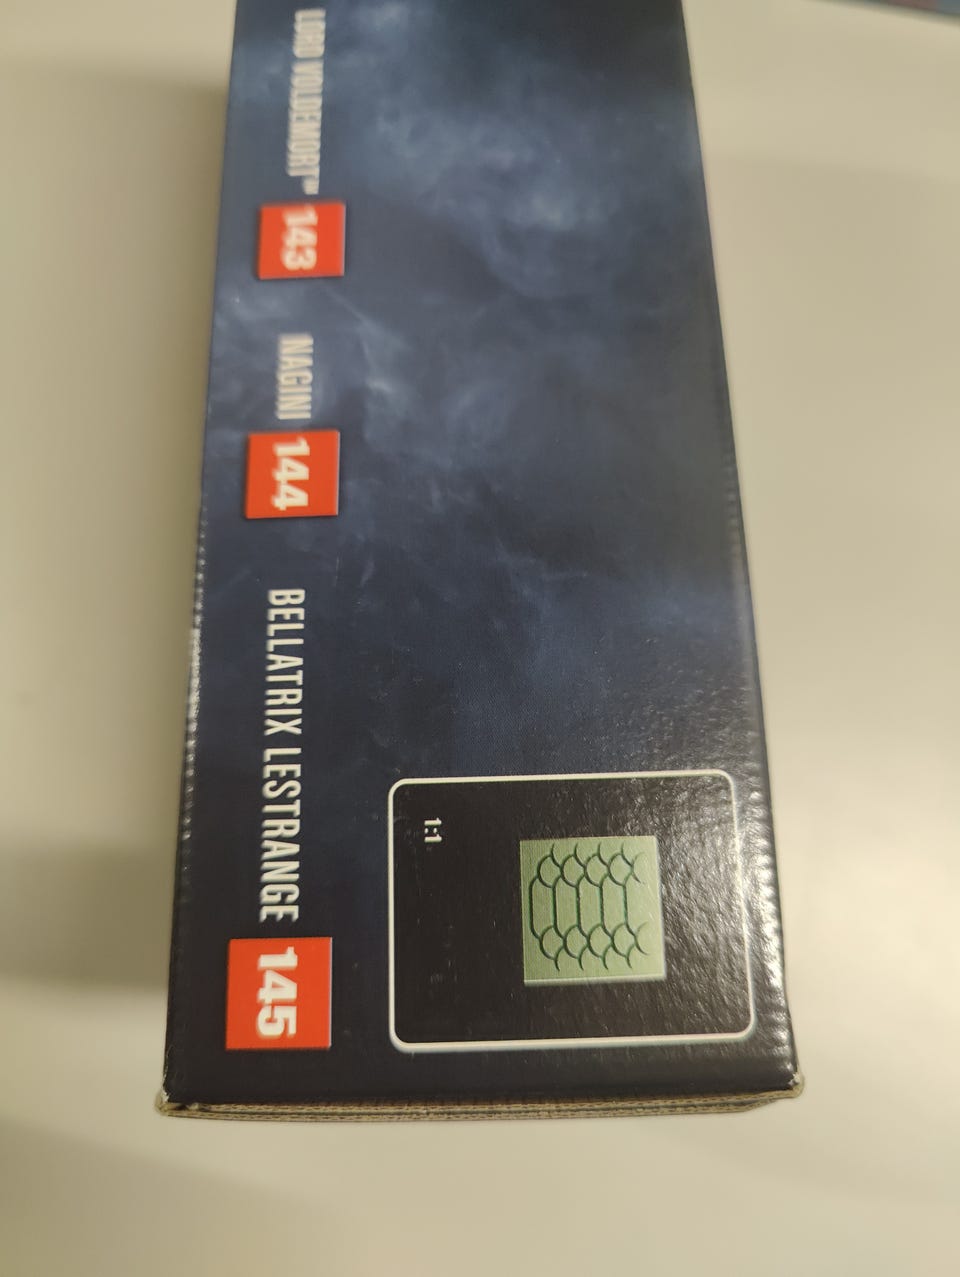 LORD VOLDEMORT™ 143
NAGINI 144
BELLATRIX LESTRANGE 145
1:1